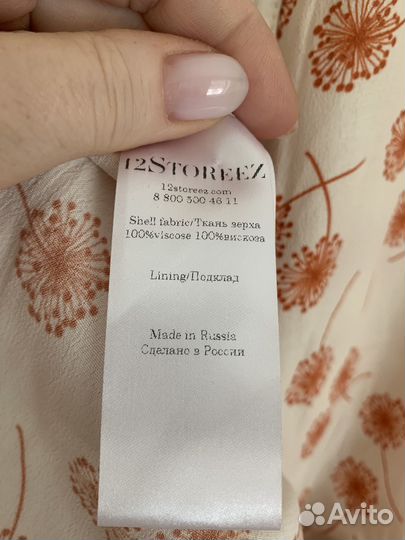 12STOREEZ
12storeez.com
8 800 500 46 11
Shell fabric/Ткань верха
100%viscose 100%вискоза
Lining/Подклад
Made in Russia
Сделано в России
Avito